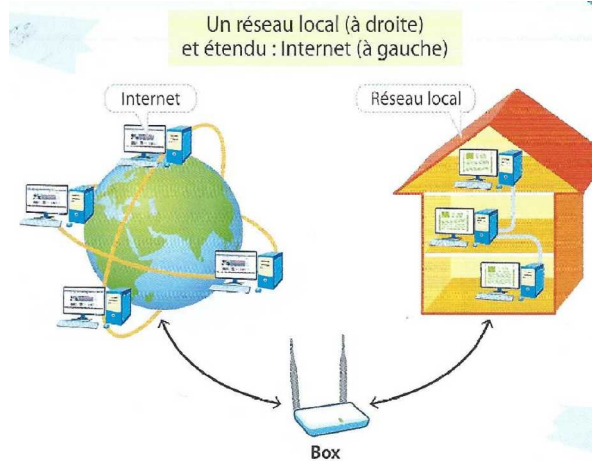 Un réseau local (à droite)
et étendu : Internet (à gauche)
Internet
Réseau local
Box